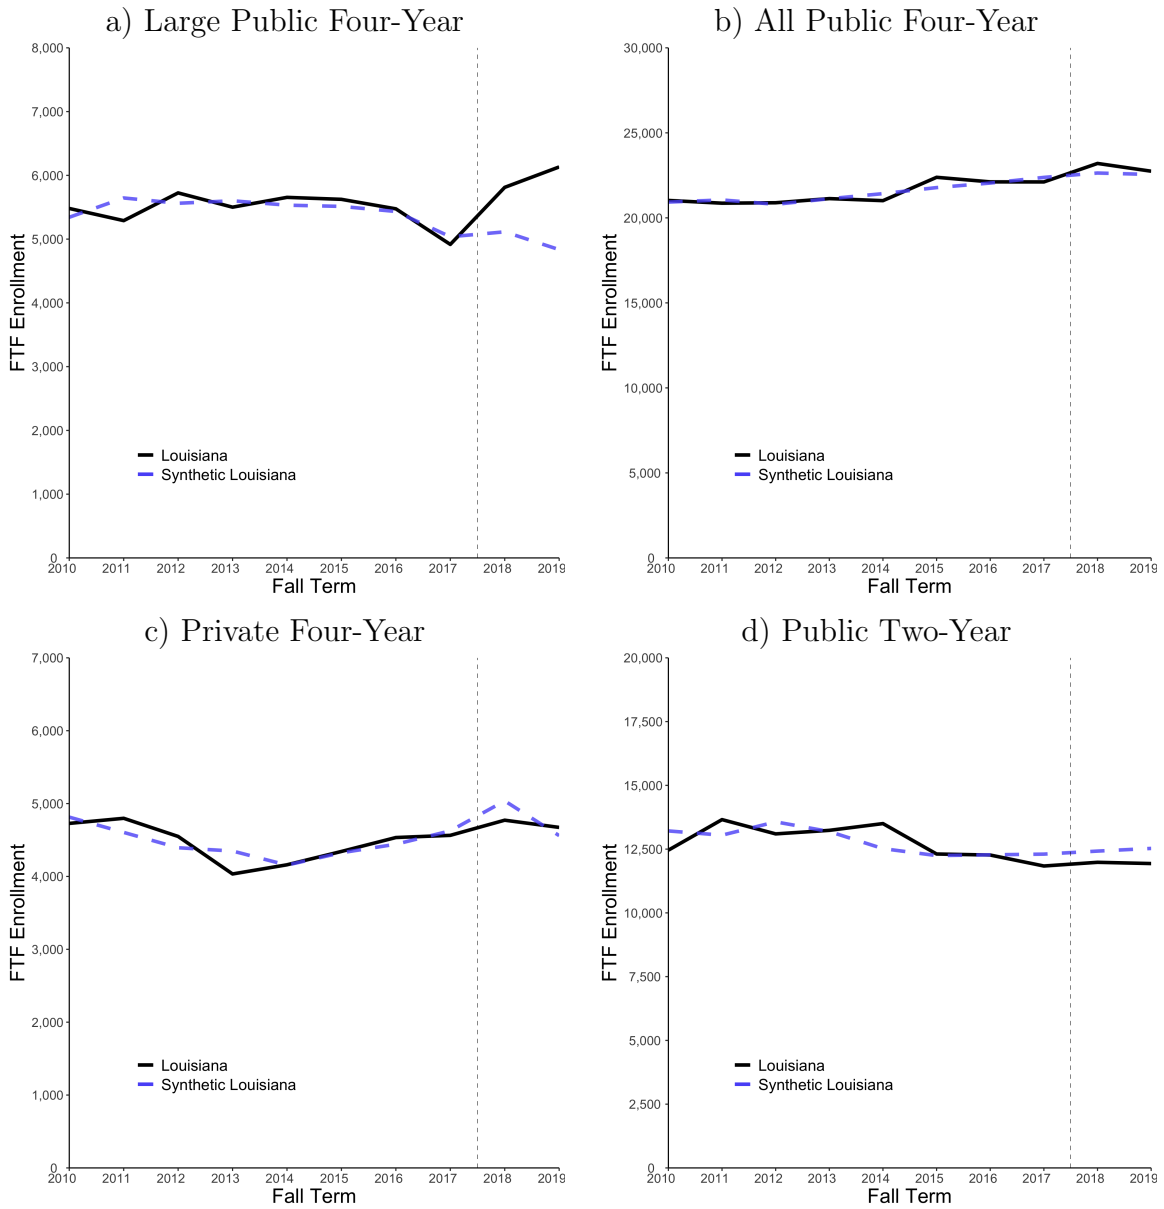 a) Large Public Four-Year
8,000
7,000
6,000
5,000
4,000
3,000
2,000
1,000
0
FTF Enrollment
Louisiana
Synthetic Louisiana
2010 2011 2012 2013 2014 2015 2016 2017 2018 2019
Fall Term
b) All Public Four-Year
30,000
25,000
20,000
15,000
10,000
5,000
0
FTF Enrollment
Louisiana
Synthetic Louisiana
2010 2011 2012 2013 2014 2015 2016 2017 2018 2019
Fall Term
c) Private Four-Year
7,000
6,000
5,000
4,000
3,000
2,000
1,000
0
FTF Enrollment
Louisiana
Synthetic Louisiana
2010 2011 2012 2013 2014 2015 2016 2017 2018 2019
Fall Term
d) Public Two-Year
20,000
17,500
15,000
12,500
10,000
7,500
5,000
2,500
0
FTF Enrollment
Louisiana
Synthetic Louisiana
2010 2011 2012 2013 2014 2015 2016 2017 2018 2019
Fall Term